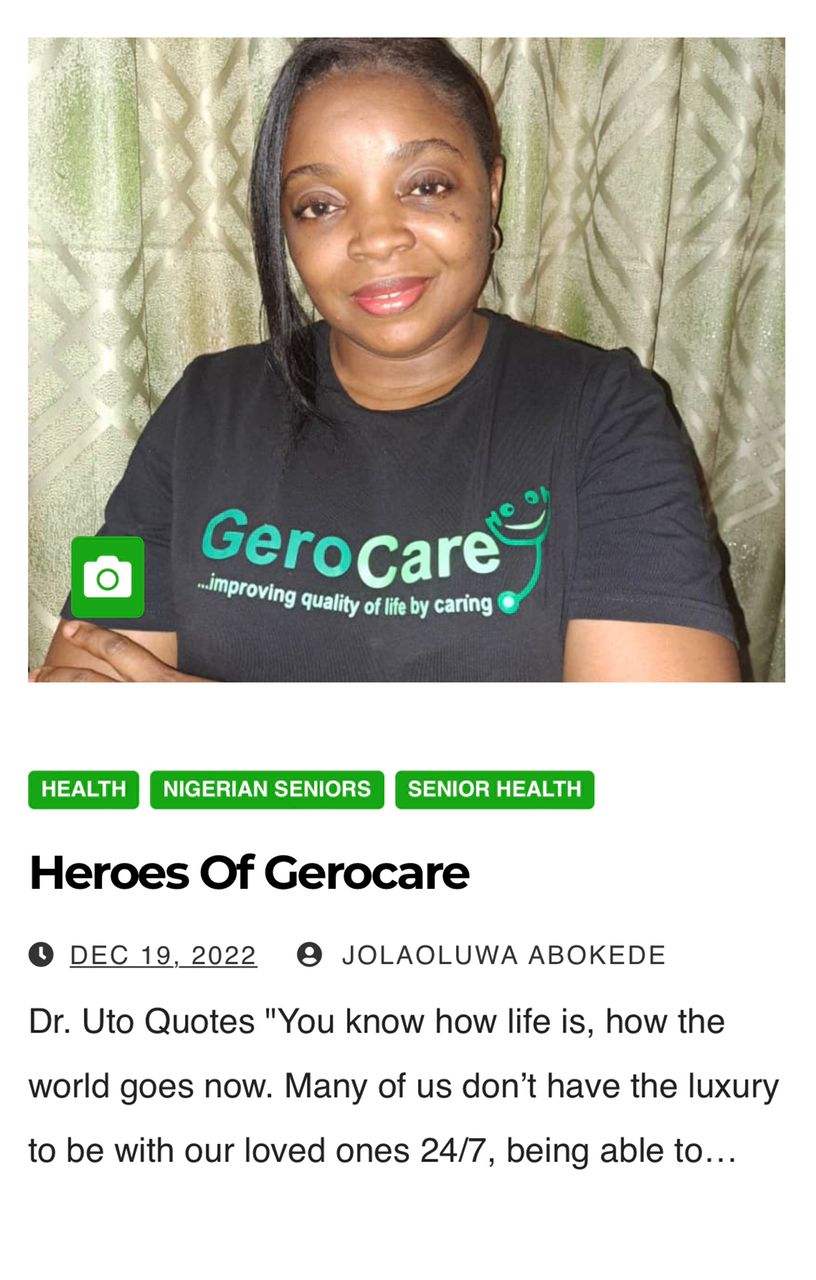 GeroCare
...improving quality of life by caring
HEALTH NIGERIAN SENIORS SENIOR HEALTH
Heroes Of Gerocare
DEC 19, 2022 JOLAOLUWA ABOKEDE
Dr. Uto Quotes "You know how life is, how the
world goes now. Many of us don’t have the luxury
to be with our loved ones 24/7, being able to…